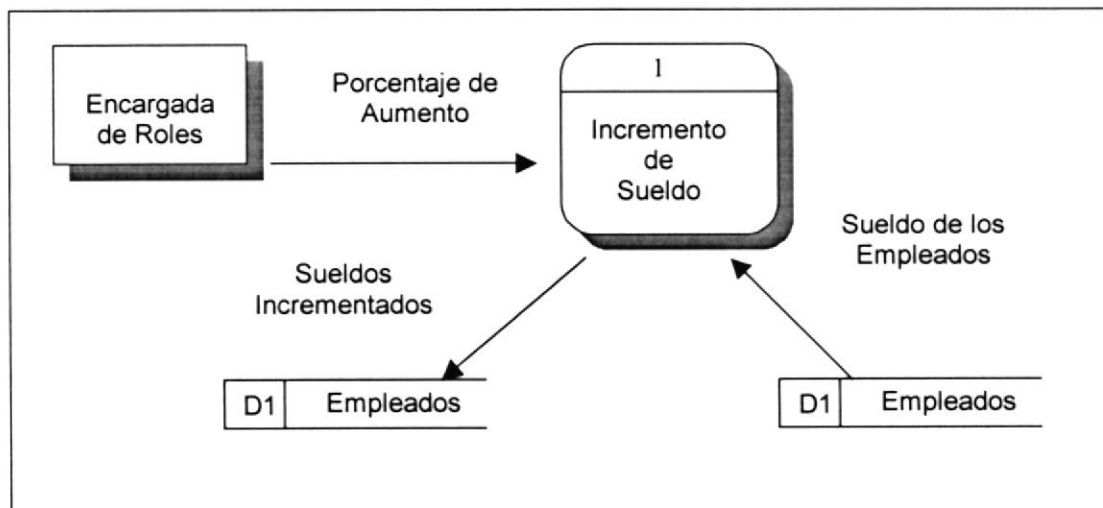 Encargada
de Roles
Porcentaje de
Aumento
1
Incremento
de
Sueldo
Sueldo de los
Empleados
Sueldos
Incrementados
D1 Empleados
D1 Empleados